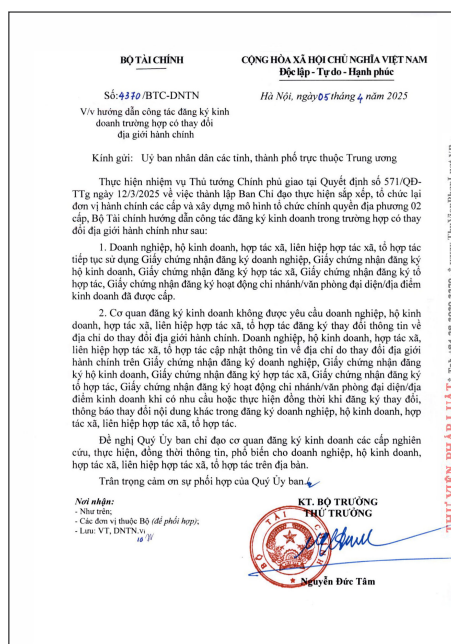 BỘ TÀI CHÍNH
CỘNG HÒA XÃ HỘI CHỦ NGHĨA VIỆT NAM
Độc lập - Tự do - Hạnh phúc
Số: 4370 /BTC-DNTN
Hà Nội, ngày 05 tháng 4 năm 2025
V/v hướng dẫn công tác đăng ký kinh
doanh trường hợp có thay đổi
địa giới hành chính
Kính gửi: Uỷ ban nhân dân các tỉnh, thành phố trực thuộc Trung ương
Thực hiện nhiệm vụ Thủ tướng Chính phủ giao tại Quyết định số 571/QĐ-
TTg ngày 12/3/2025 về việc thành lập Ban Chỉ đạo thực hiện sắp xếp, tổ chức lại
đơn vị hành chính các cấp và xây dựng mô hình tổ chức chính quyền địa phương 02
cấp, Bộ Tài chính hướng dẫn công tác đăng ký kinh doanh trong trường hợp có thay
đổi địa giới hành chính như sau:
1. Doanh nghiệp, hộ kinh doanh, hợp tác xã, liên hiệp hợp tác xã, tổ hợp tác
tiếp tục sử dụng Giấy chứng nhận đăng ký doanh nghiệp, Giấy chứng nhận đăng ký
hộ kinh doanh, Giấy chứng nhận đăng ký hợp tác xã, Giấy chứng nhận đăng ký tổ
hợp tác, Giấy chứng nhận đăng ký hoạt động chi nhánh/văn phòng đại diện/địa điểm
kinh doanh đã được cấp.
2. Cơ quan đăng ký kinh doanh không được yêu cầu doanh nghiệp, hộ kinh
doanh, hợp tác xã, liên hiệp hợp tác xã, tổ hợp tác đăng ký thay đổi thông tin về
địa chỉ do thay đổi địa giới hành chính. Doanh nghiệp, hộ kinh doanh, hợp tác xã,
liên hiệp hợp tác xã, tổ hợp tác cập nhật thông tin về địa chỉ do thay đổi địa giới hành
chính trên Giấy chứng nhận đăng ký doanh nghiệp, Giấy chứng nhận đăng
ký hộ kinh doanh, Giấy chứng nhận đăng ký hợp tác xã, Giấy chứng nhận đăng ký
tổ hợp tác, Giấy chứng nhận đăng ký hoạt động chi nhánh/văn phòng đại diện/địa
điểm kinh doanh khi có nhu cầu hoặc thực hiện đồng thời khi đăng ký thay đổi,
thông báo thay đổi nội dung khác trong đăng ký doanh nghiệp, hộ kinh doanh, hợp
tác xã, liên hiệp hợp tác xã, tổ hợp tác.
Đề nghị Quý Ủy ban chỉ đạo cơ quan đăng ký kinh doanh các cấp nghiên
cứu, thực hiện, đồng thời thông tin, phổ biến cho doanh nghiệp, hộ kinh doanh,
hợp tác xã, liên hiệp hợp tác xã, tổ hợp tác trên địa bàn.
Trân trọng cảm ơn sự phối hợp của Quý Ủy ban.
Nơi nhận:
- Như trên;
- Các đơn vị thuộc Bộ (để phối hợp);
- Lưu: VT, DNTN.
KT. BỘ TRƯỞNG
THỨ TRƯỞNG
BỘ TÀI CHÍNH
Nguyễn Đức Tâm
THƯ VIỆN PHÁP LUẬT